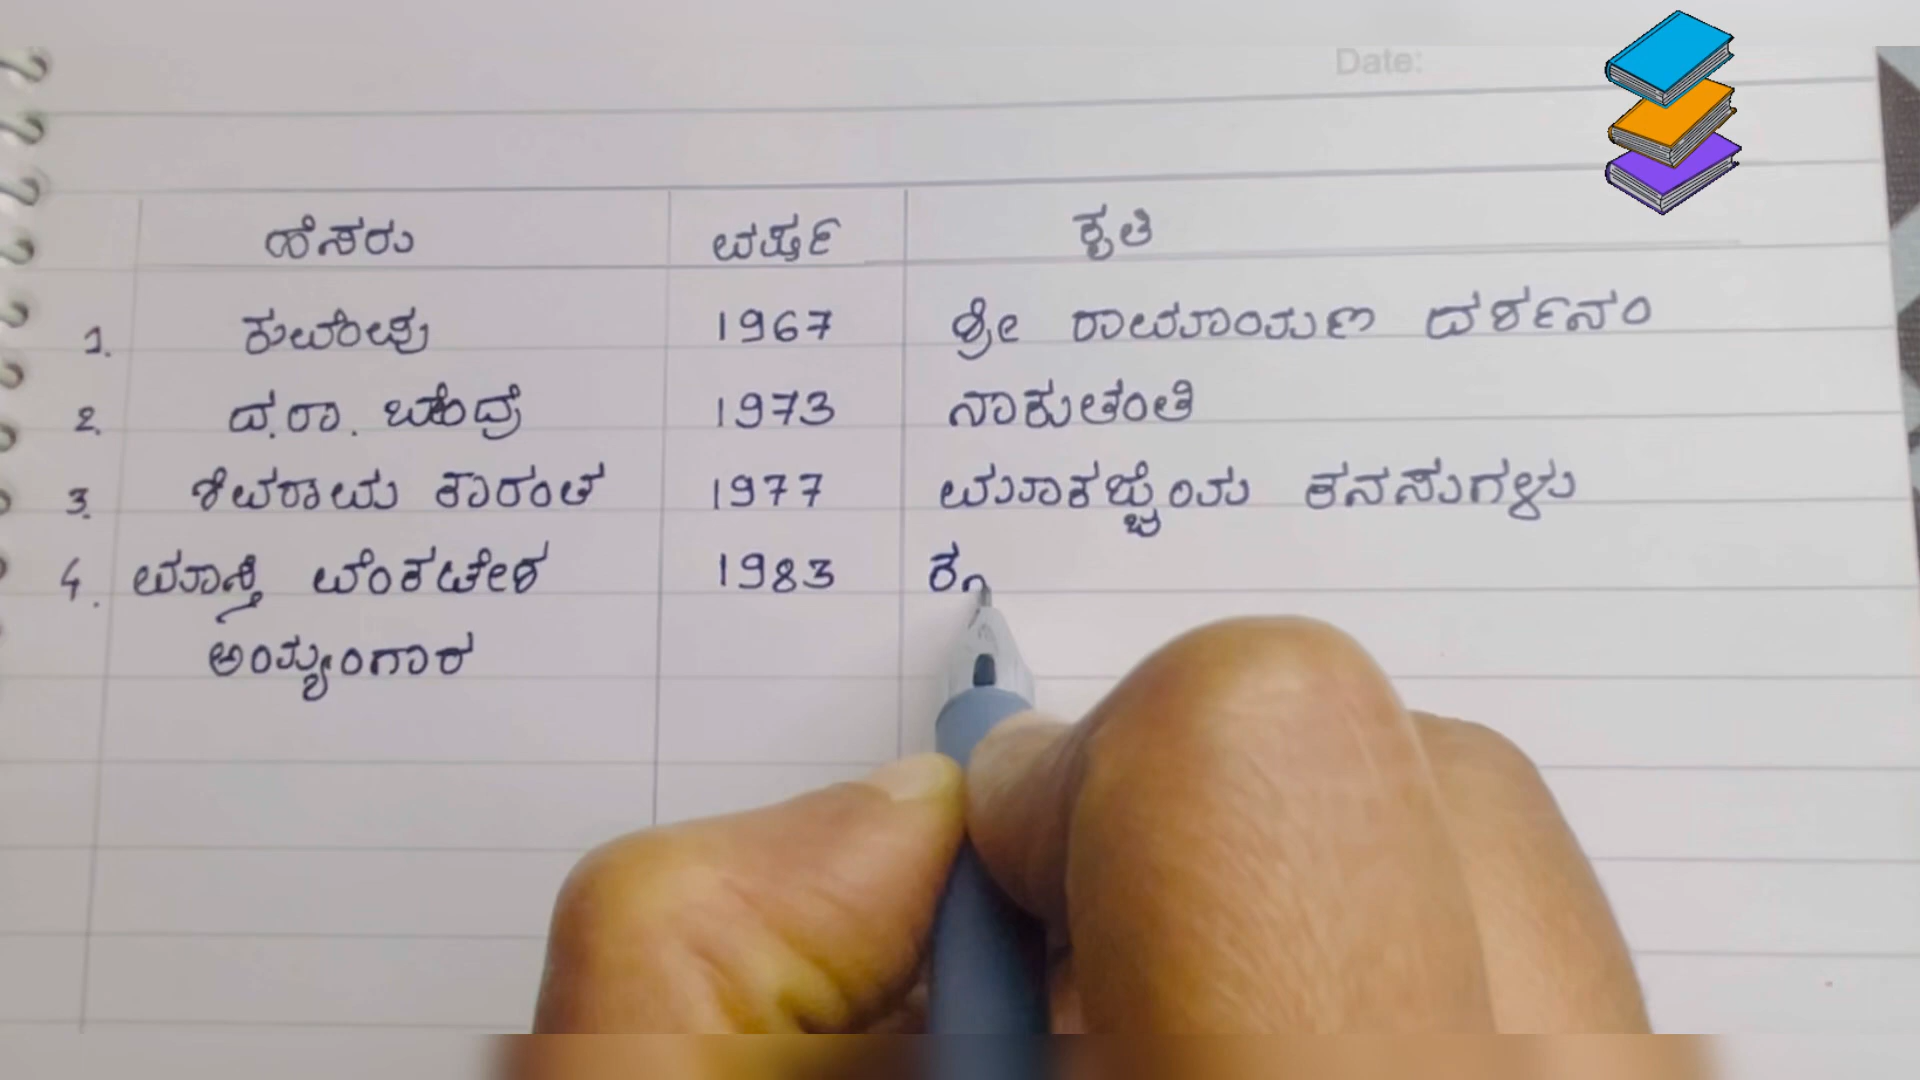 Date:
ಹೆಸರು ವರ್ಷ ಕೃತಿ
1. ಕುವೆಂಪು 1967 ಶ್ರೀ ರಾಮಾಯಣ ದರ್ಶನಂ
2. ದ.ರಾ. ಬೇಂದ್ರೆ 1973 ನಾಕುತಂತಿ
3. ಶಿವರಾಮ ಕಾರಂತ 1977 ಮೂಕಜ್ಜಿಯ ಕನಸುಗಳು
4. ಮಾಸ್ತಿ ವೆಂಕಟೇಶ 1983
ಅಂಯ್ಯಂಗಾರ